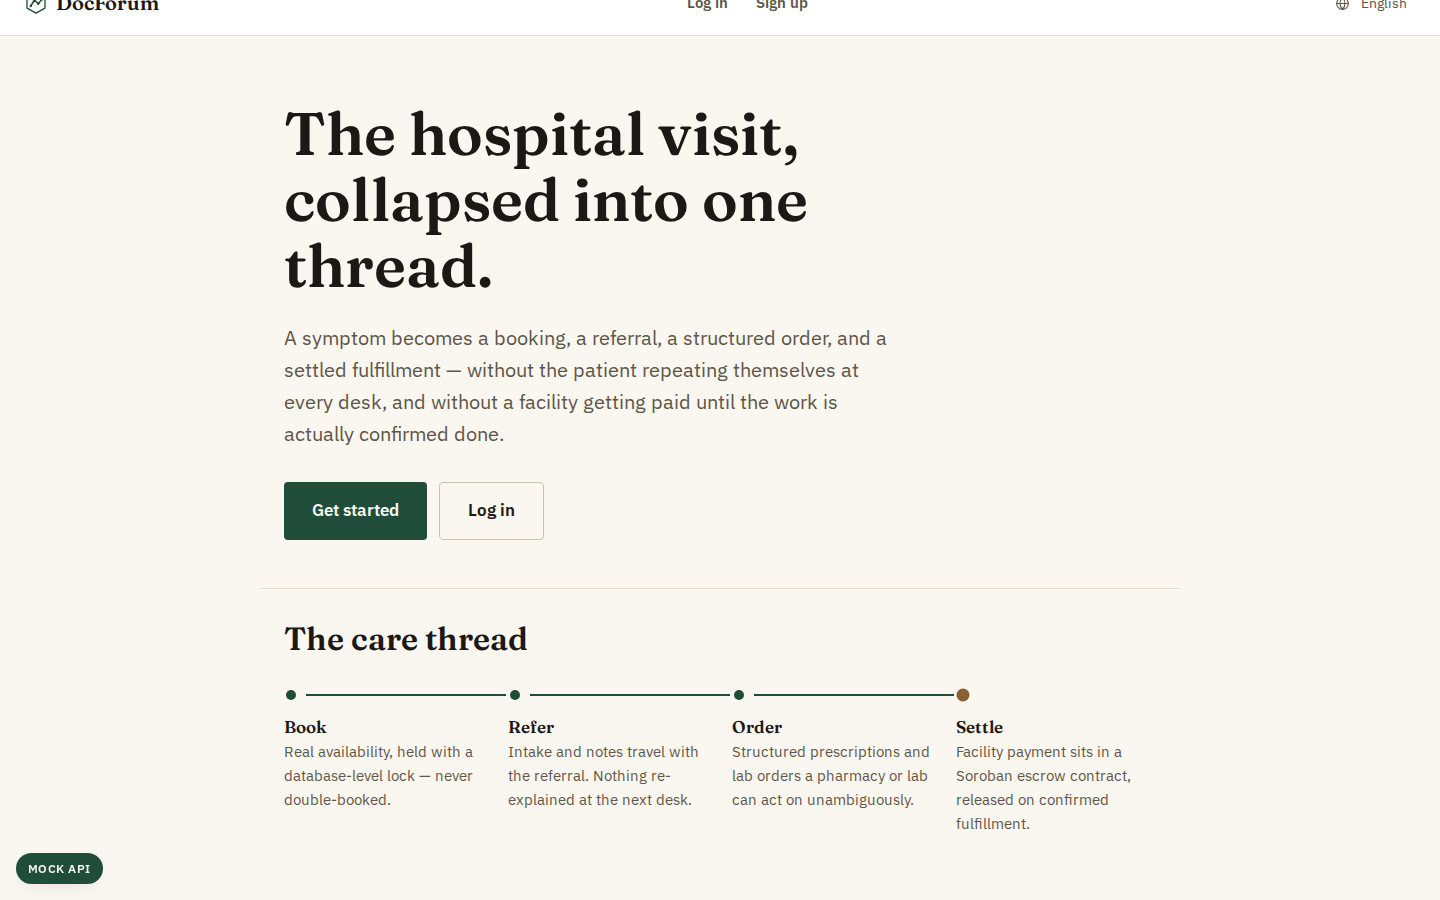 DocForum
Log in
Sign up
English
The hospital visit,
collapsed into one
thread.
A symptom becomes a booking, a referral, a structured order, and a
settled fulfillment — without the patient repeating themselves at
every desk, and without a facility getting paid until the work is
actually confirmed done.
Get started
Log in
The care thread
Book
Real availability, held with a
database-level lock — never
double-booked.
Refer
Intake and notes travel with
the referral. Nothing re-
explained at the next desk.
Order
Structured prescriptions and
lab orders a pharmacy or lab
can act on unambiguously.
Settle
Facility payment sits in a
Soroban escrow contract,
released on confirmed
fulfillment.
MOCK API